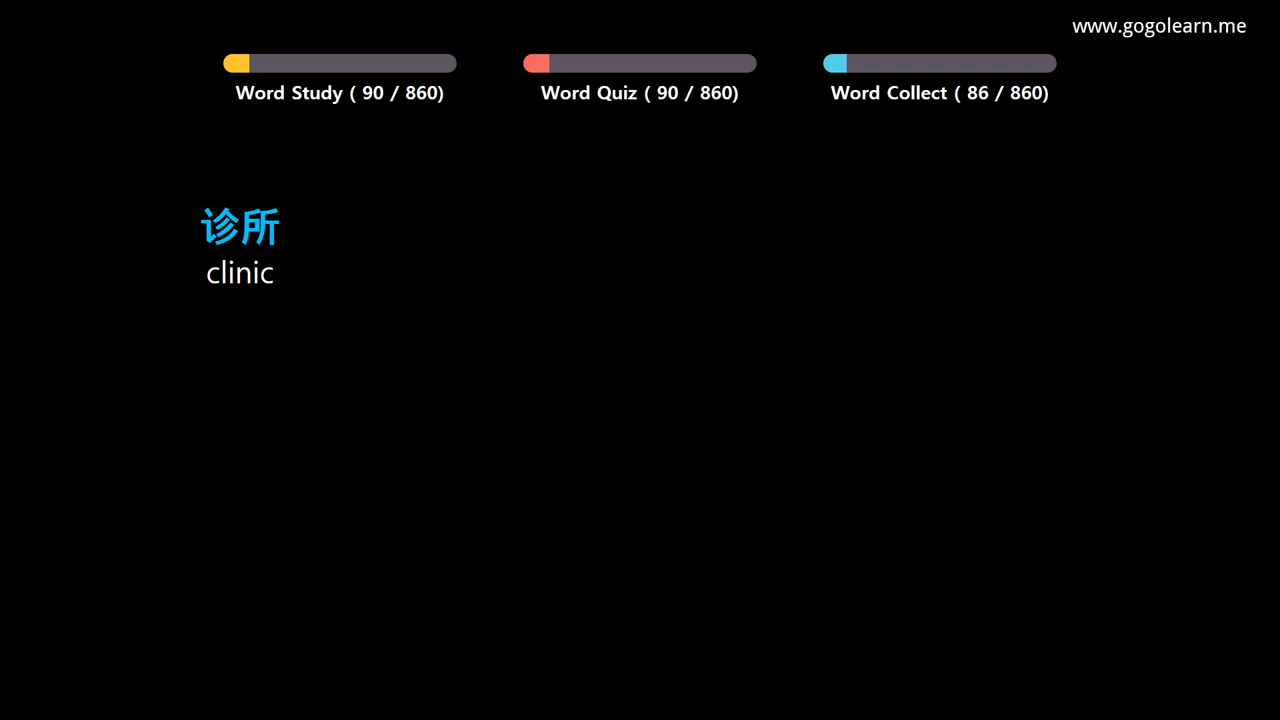 www.gogolearn.me
Word Study ( 90 / 860)
Word Quiz ( 90 / 860)
Word Collect ( 86 / 860)
诊所
clinic